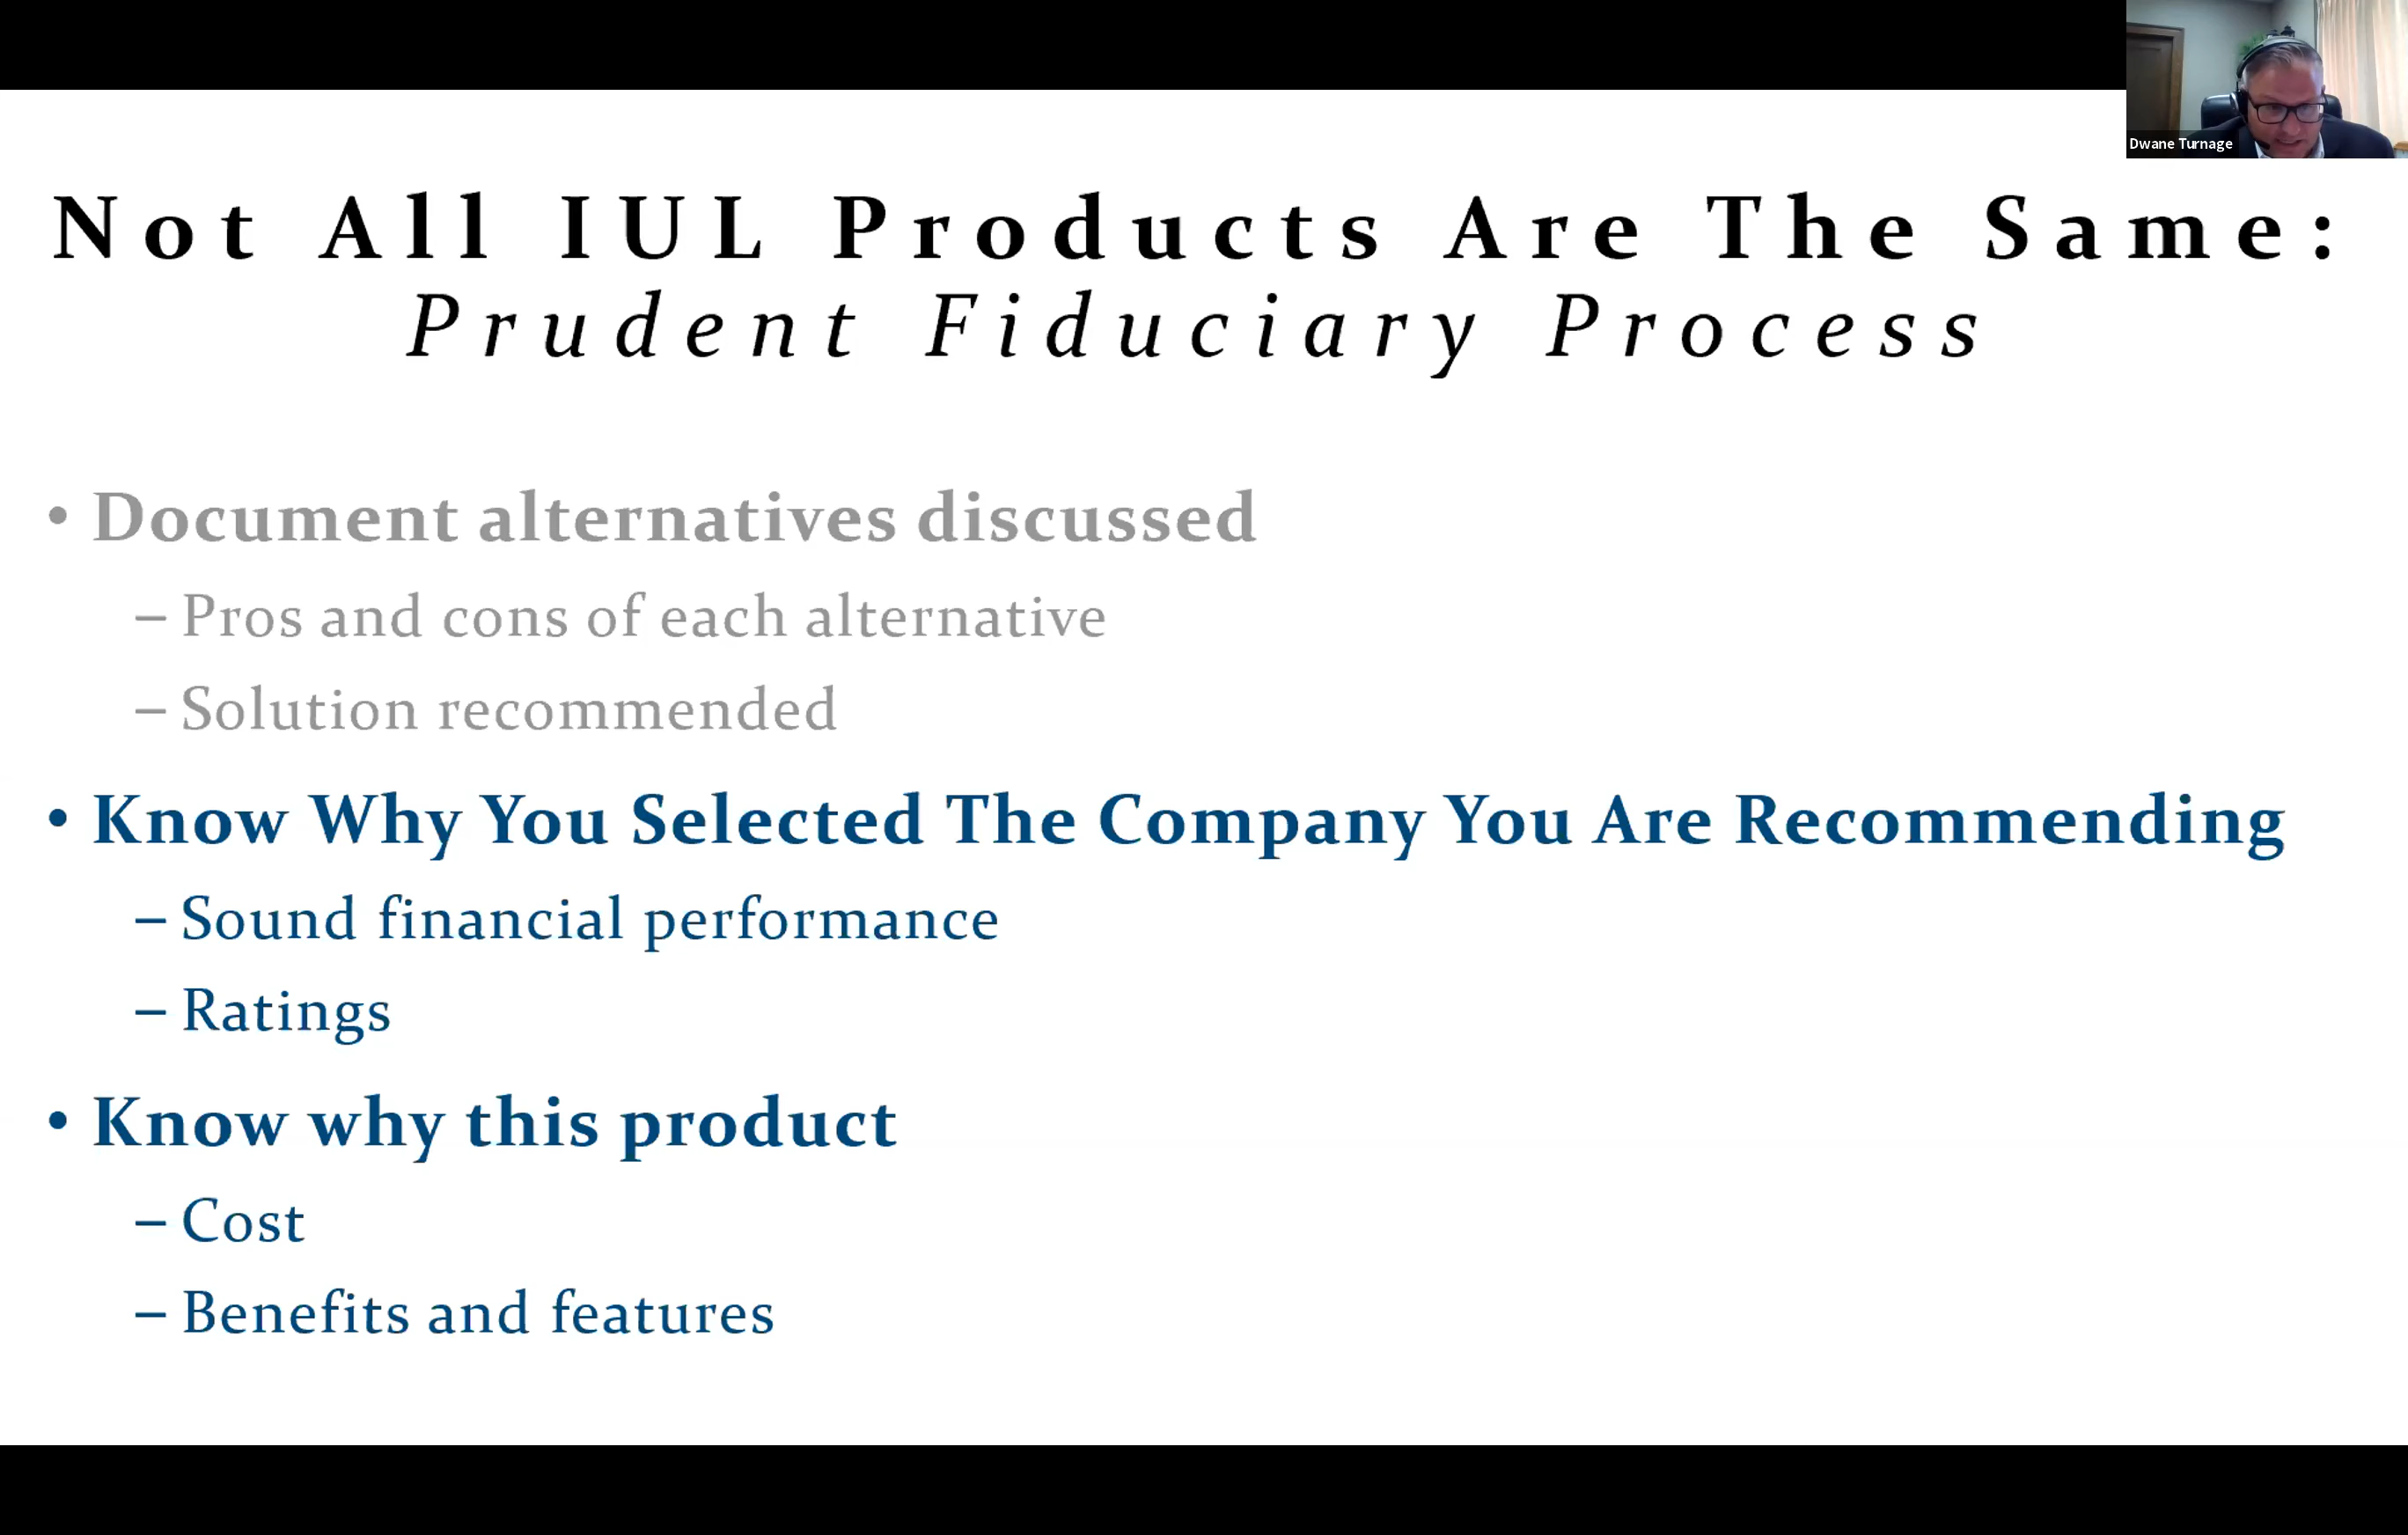 Dwane Turnage
Not All IUL Products Are The Same:
Prudent Fiduciary Process
• Document alternatives discussed
– Pros and cons of each alternative
– Solution recommended
• Know Why You Selected The Company You Are Recommending
– Sound financial performance
– Ratings
• Know why this product
– Cost
– Benefits and features